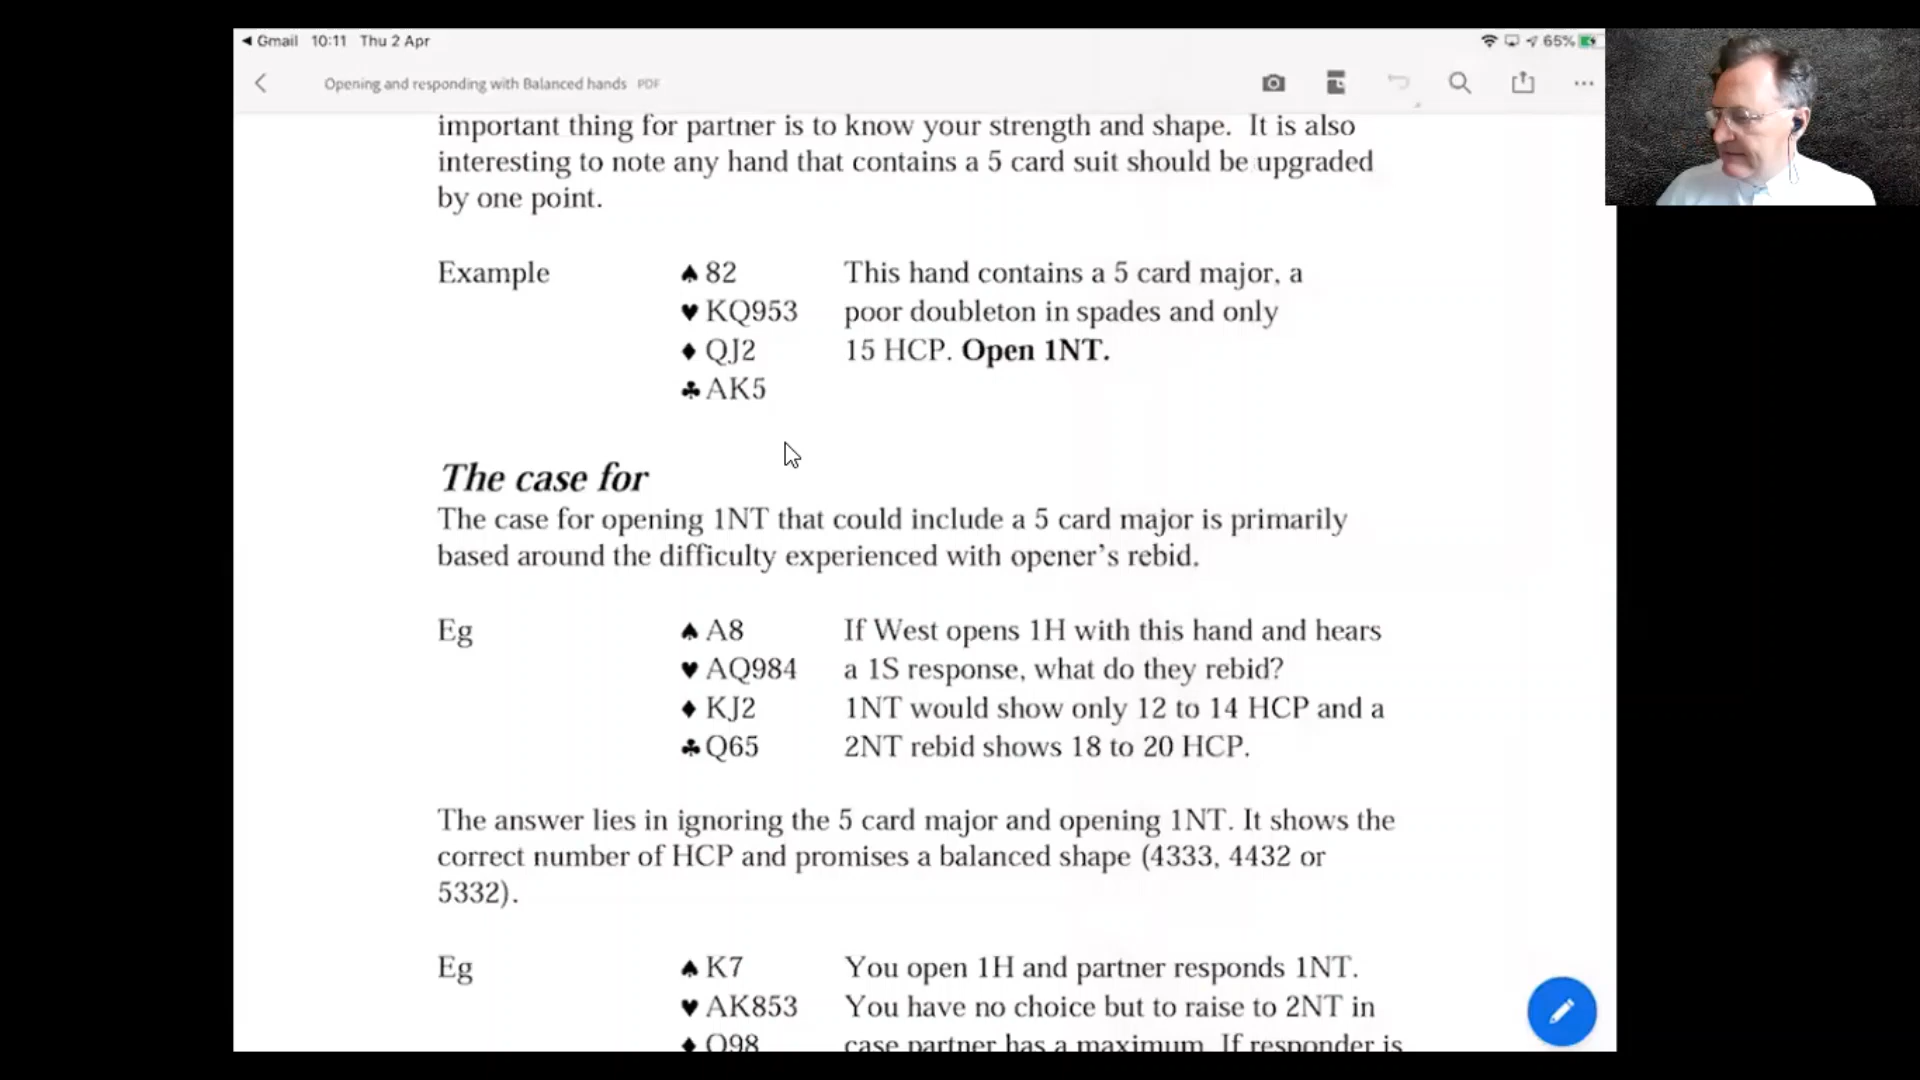 ◀ Gmail 10:11 Thu 2 Apr 65%
Opening and responding with Balanced hands PDF
important thing for partner is to know your strength and shape. It is also
interesting to note any hand that contains a 5 card suit should be upgraded
by one point.
Example ♠ 82 This hand contains a 5 card major, a
♥ KQ953 poor doubleton in spades and only
♦ QJ2 15 HCP. Open 1NT.
♣ AK5
The case for
The case for opening 1NT that could include a 5 card major is primarily
based around the difficulty experienced with opener's rebid.
Eg ♠ A8 If West opens 1H with this hand and hears
♥ AQ984 a 1S response, what do they rebid?
♦ KJ2 1NT would show only 12 to 14 HCP and a
♣ Q65 2NT rebid shows 18 to 20 HCP.
The answer lies in ignoring the 5 card major and opening 1NT. It shows the
correct number of HCP and promises a balanced shape (4333, 4432 or
5332).
Eg ♠ K7 You open 1H and partner responds 1NT.
♥ AK853 You have no choice but to raise to 2NT in
♦ Q98 case partner has a maximum. If responder is